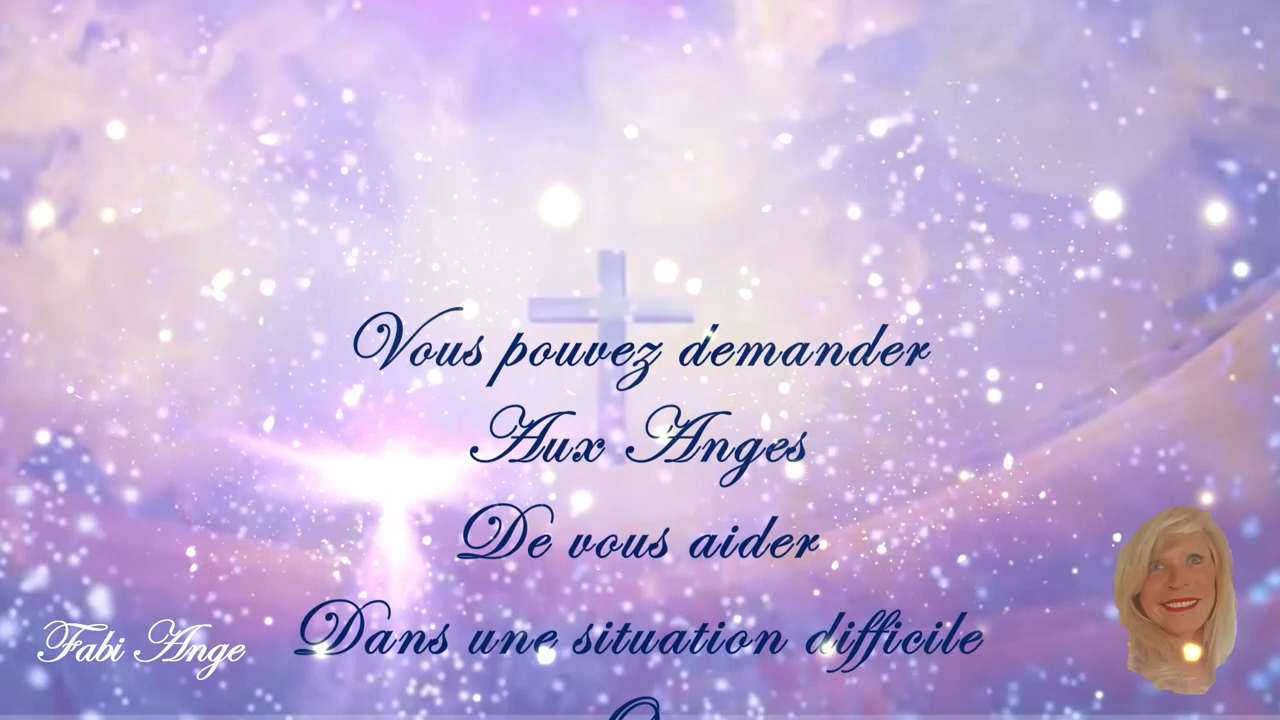 Vous pouvez demander
Aux Anges
De vous aider
Dans une situation difficile
Fabi Ange